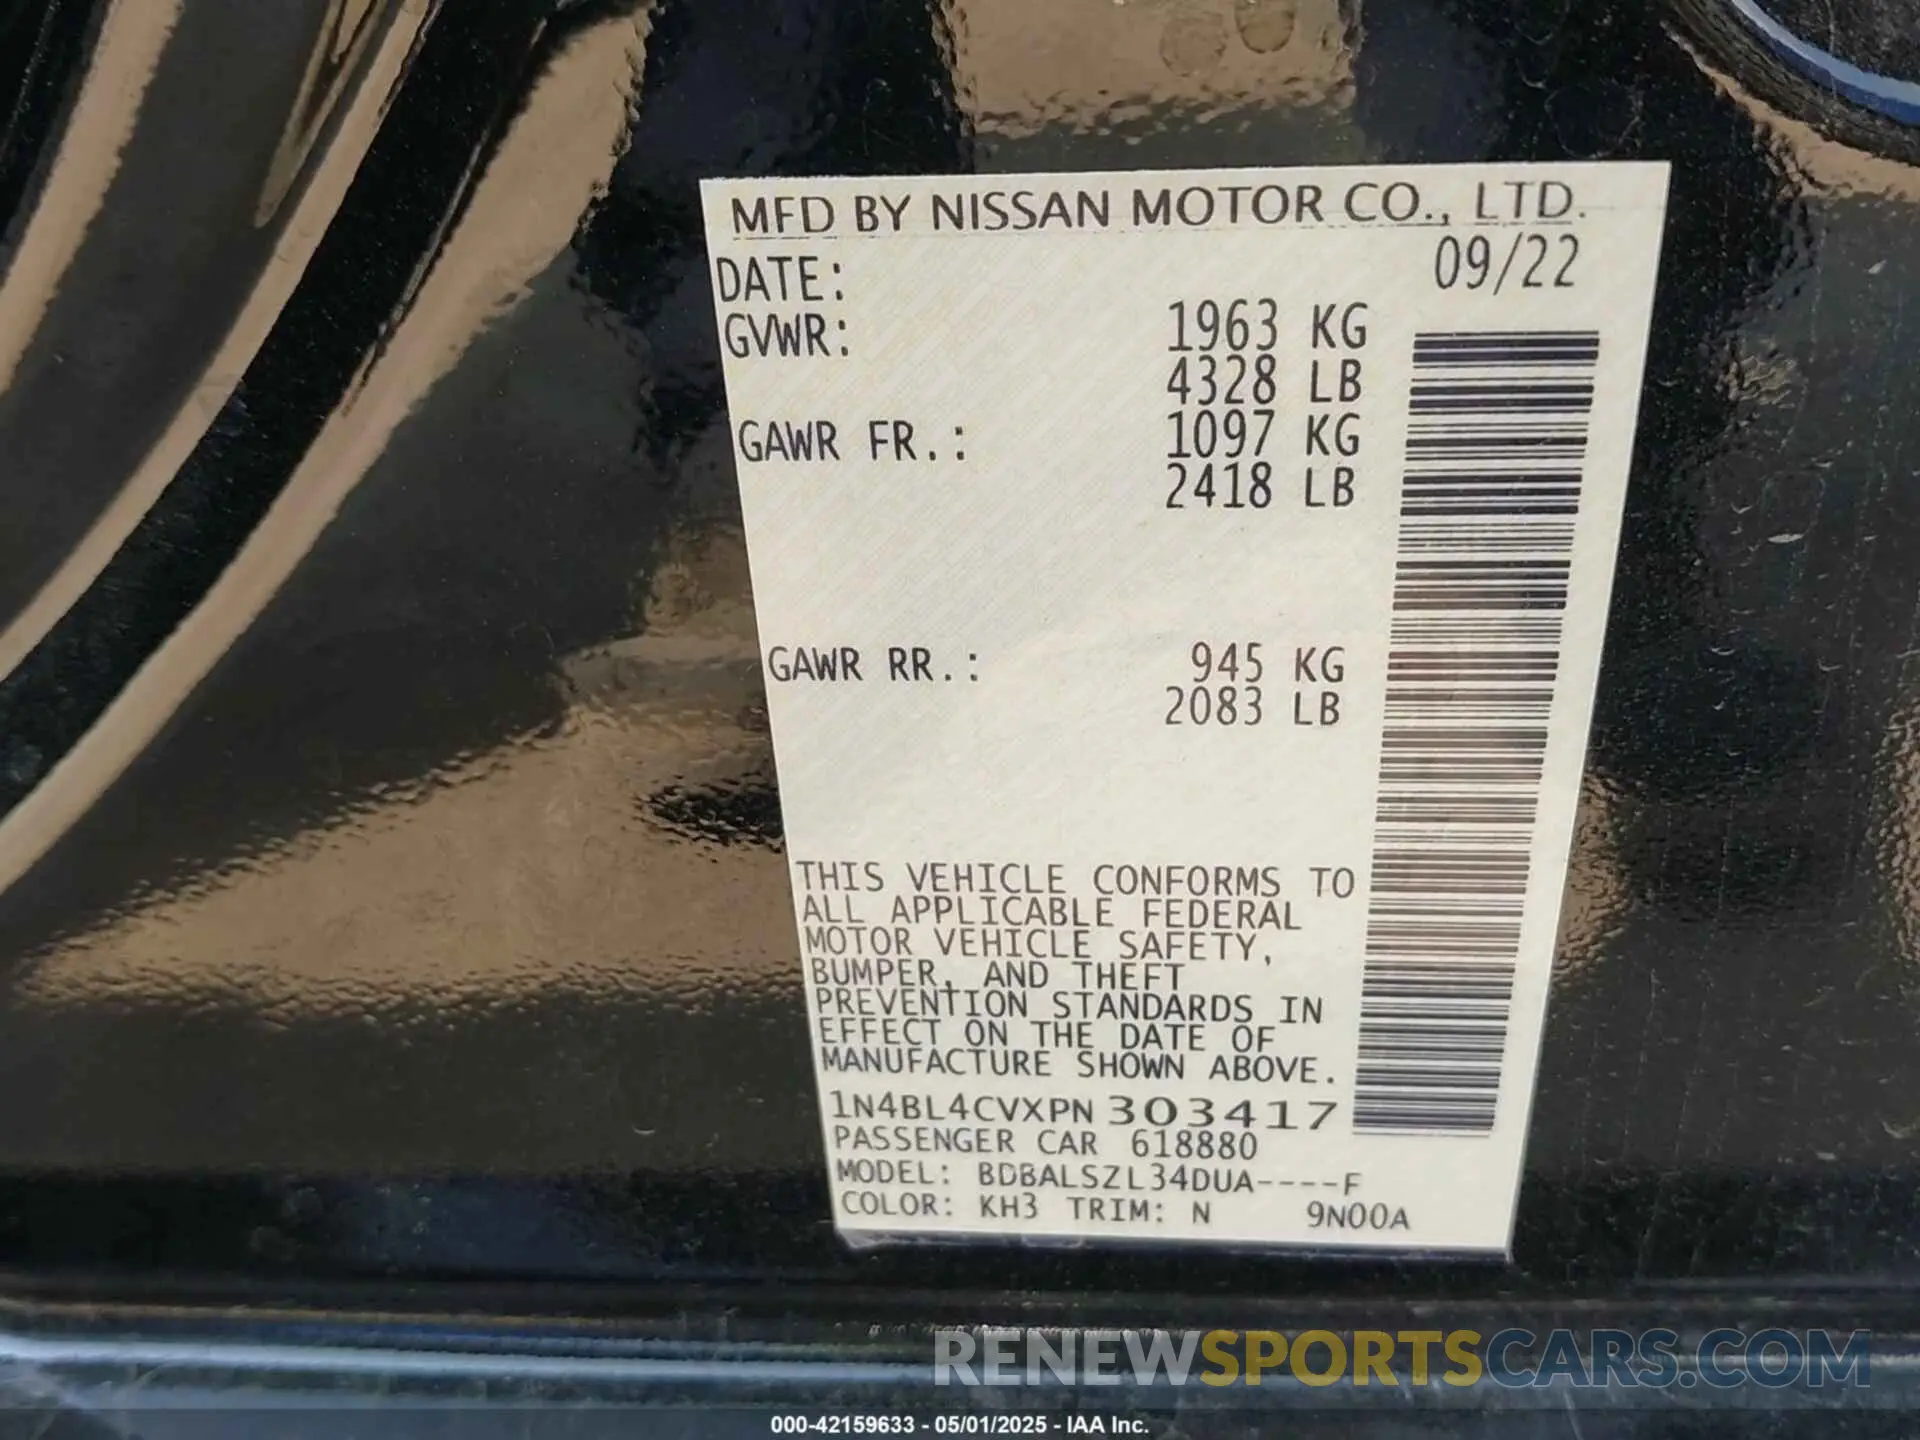 MFD BY NISSAN MOTOR CO., LTD.
DATE: 09/22
GVWR: 1963 KG
4328 LB
GAWR FR.: 1097 KG
2418 LB
GAWR RR.: 945 KG
2083 LB
THIS VEHICLE CONFORMS TO
ALL APPLICABLE FEDERAL
MOTOR VEHICLE SAFETY,
BUMPER, AND THEFT
PREVENTION STANDARDS IN
EFFECT ON THE DATE OF
MANUFACTURE SHOWN ABOVE.
1N4BL4CVXPN303417
PASSENGER CAR 618880
MODEL: BDBALSZL34DUA----F
COLOR: KH3 TRIM: N 9N00A
RENEWSPORTSCARS.COM
000-42159633 - 05/01/2025 - IAA Inc.